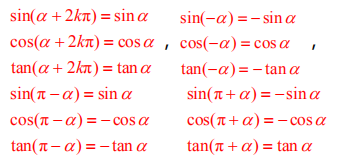 sin(α + 2kπ) = sin α   sin(−α) = − sin α
cos(α + 2kπ) = cos α , cos(−α) = cos α ,
tan(α + 2kπ) = tan α   tan(−α) = − tan α
sin(π − α) = sin α   sin(π + α) = −sin α
cos(π − α) = − cos α   cos(π + α) = − cos α
tan(π − α) = − tan α   tan(π + α) = tan α